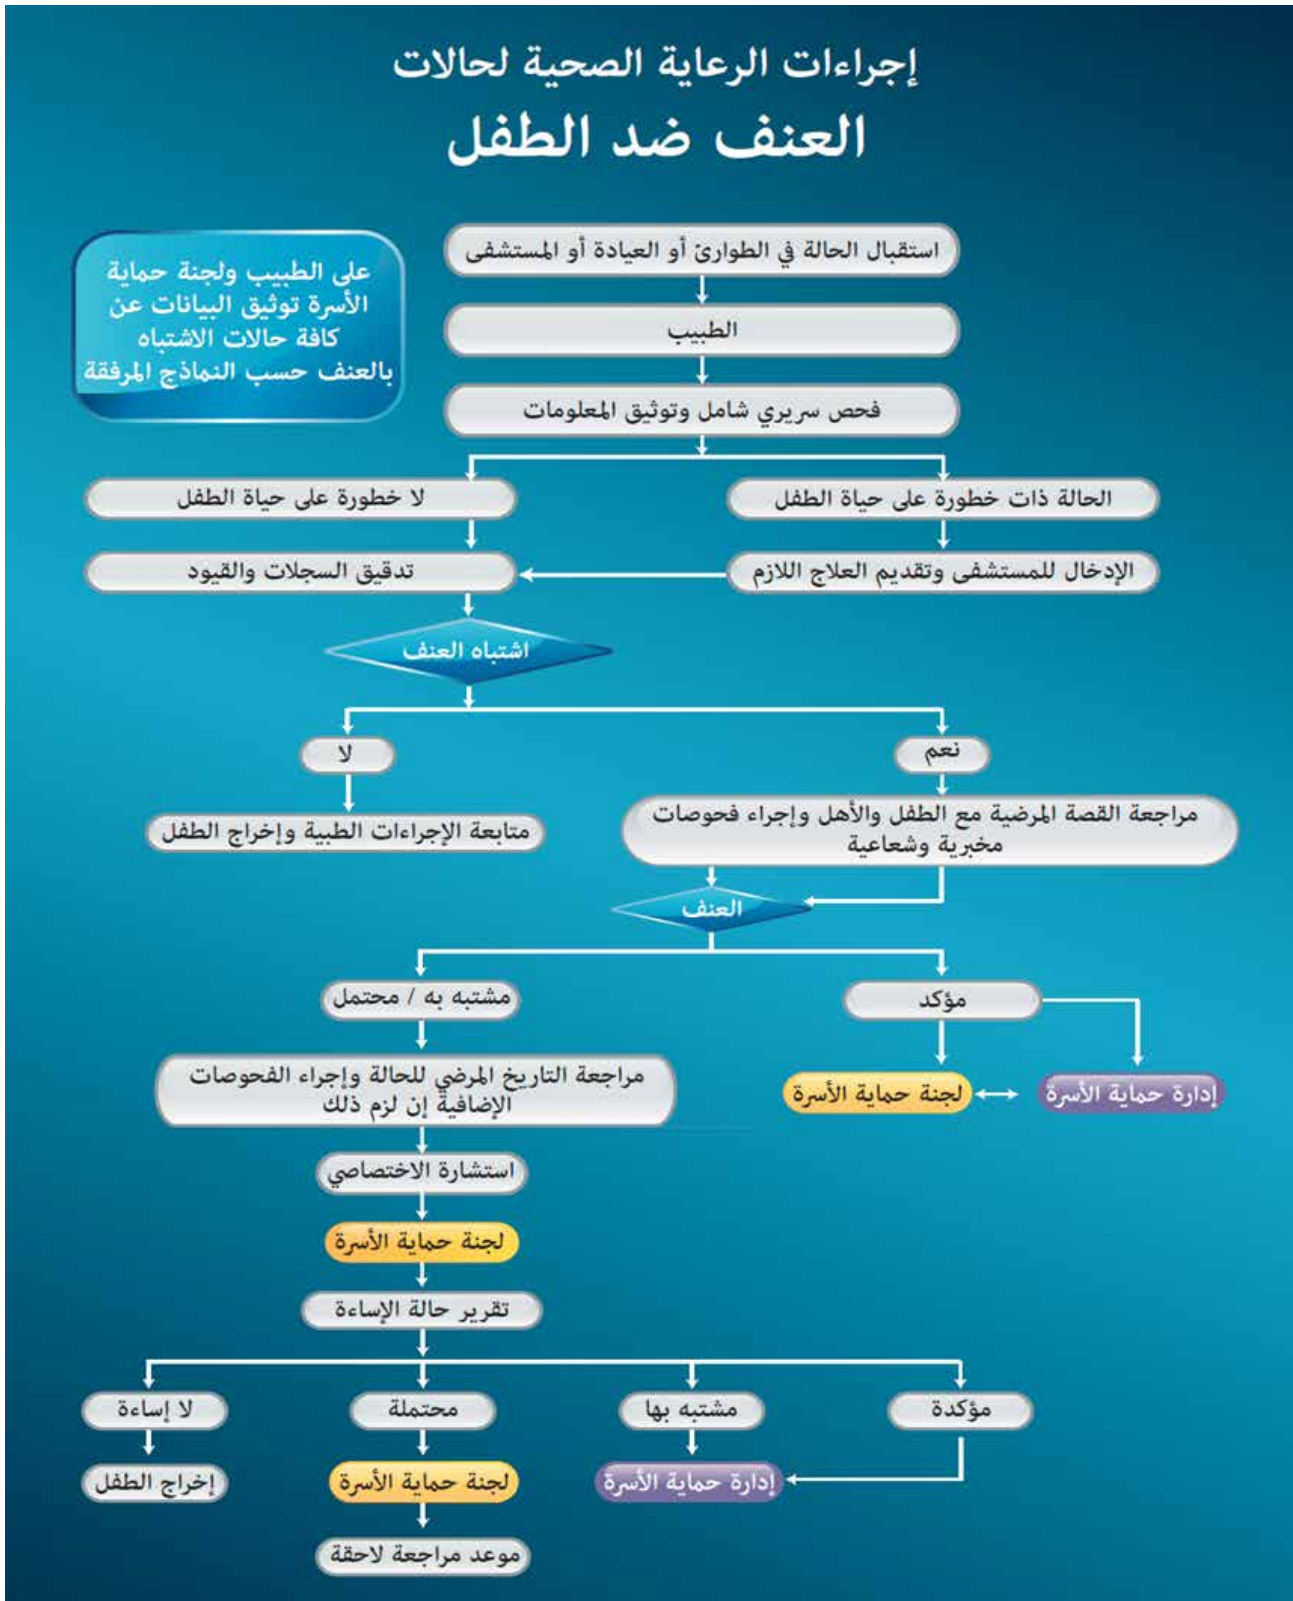 إجراءات الرعاية الصحية لحالات
العنف ضد الطفل
استقبال الحالة في الطوارئ أو العيادة أو المستشفى
على الطبيب ولجنة حماية
الأسرة توثيق البيانات عن
كافة حالات الاشتباه
بالعنف حسب النماذج المرفقة
الطبيب
فحص سريري شامل وتوثيق المعلومات
الحالة ذات خطورة على حياة الطفل
لا خطورة على حياة الطفل
الإدخال للمستشفى وتقديم العلاج اللازم
تدقيق السجلات والقيود
اشتباه العنف
نعم
لا
مراجعة القصة المرضية مع الطفل والأهل وإجراء فحوصات
مخبرية وشعاعية
متابعة الإجراءات الطبية وإخراج الطفل
العنف
مؤكد
مشتبه به / محتمل
إدارة حماية الأسرة
لجنة حماية الأسرة
مراجعة التاريخ المرضي للحالة وإجراء الفحوصات
الإضافية إن لزم ذلك
استشارة الاختصاصي
لجنة حماية الأسرة
تقرير حالة الإساءة
مؤكدة
مشتبه بها
محتملة
لا إساءة
إدارة حماية الأسرة
لجنة حماية الأسرة
إخراج الطفل
موعد مراجعة لاحقة